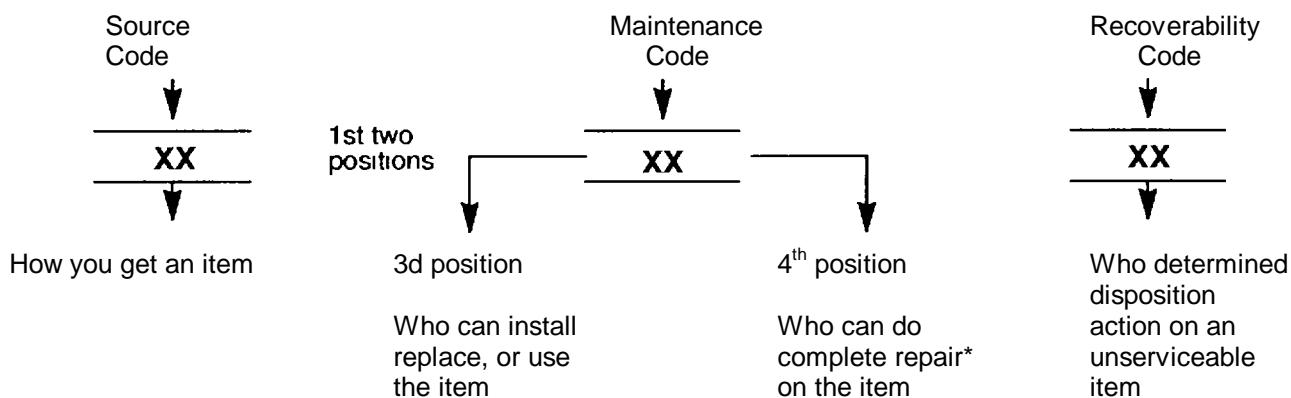 Source
Code
Maintenance
Code
Recoverability
Code
XX
1st two
positions
XX
XX
How you get an item
3d position
4th position
Who determined
disposition
action on an
unserviceable
item
Who can install
replace, or use
the item
Who can do
complete repair*
on the item